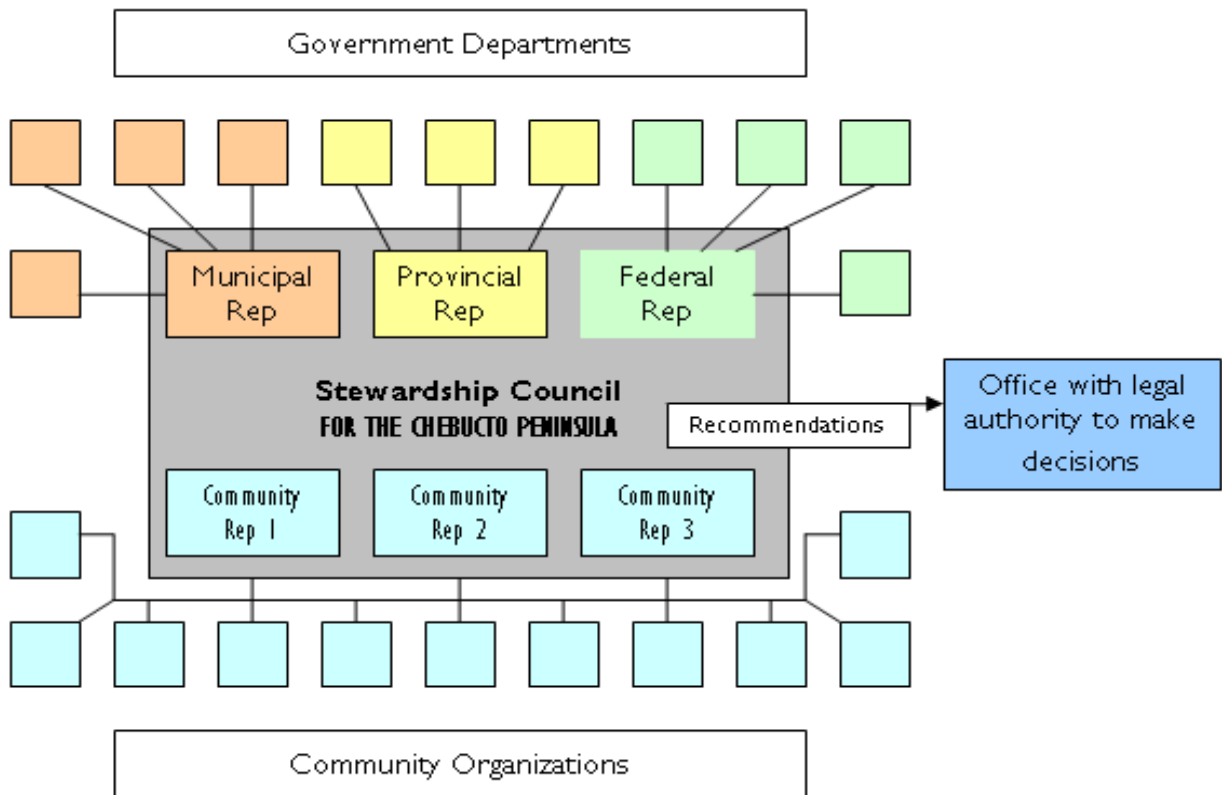 Government Departments
Municipal
Rep
Provincial
Rep
Federal
Rep
Stewardship Council
FOR THE CHEBUCTO PENINSULA
Recommendations
Office with legal
authority to make
decisions
Community
Rep 1
Community
Rep 2
Community
Rep 3
Community Organizations